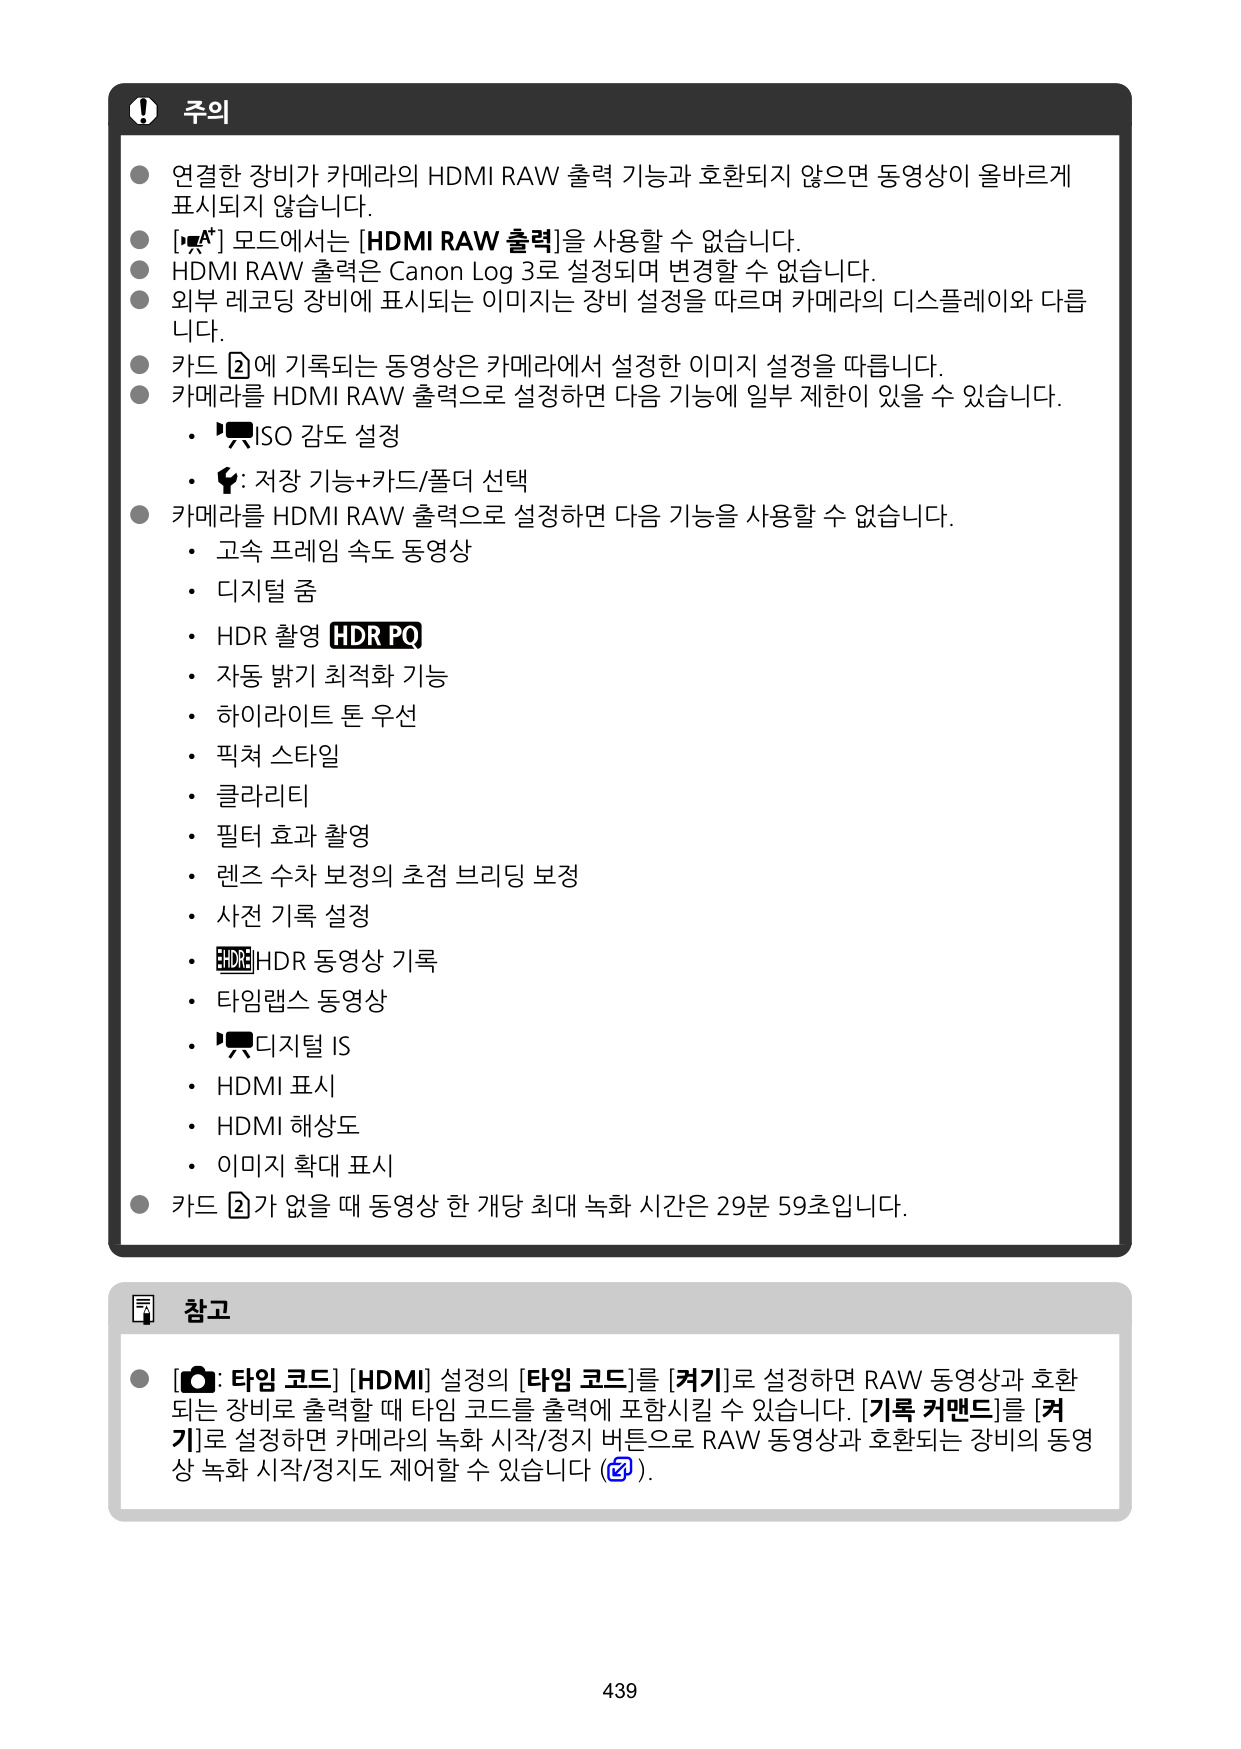 주의
● 연결한 장비가 카메라의 HDMI RAW 출력 기능과 호환되지 않으면 동영상이 올바르게
표시되지 않습니다.
● [A+] 모드에서는 [HDMI RAW 출력]을 사용할 수 없습니다.
● HDMI RAW 출력은 Canon Log 3로 설정되며 변경할 수 없습니다.
● 외부 레코딩 장비에 표시되는 이미지는 장비 설정을 따르며 카메라의 디스플레이와 다릅
니다.
● 카드 2에 기록되는 동영상은 카메라에서 설정한 이미지 설정을 따릅니다.
● 카메라를 HDMI RAW 출력으로 설정하면 다음 기능에 일부 제한이 있을 수 있습니다.
• ISO 감도 설정
• : 저장 기능+카드/폴더 선택
● 카메라를 HDMI RAW 출력으로 설정하면 다음 기능을 사용할 수 없습니다.
• 고속 프레임 속도 동영상
• 디지털 줌
• HDR 촬영 HDR PQ
• 자동 밝기 최적화 기능
• 하이라이트 톤 우선
• 픽쳐 스타일
• 클라리티
• 필터 효과 촬영
• 렌즈 수차 보정의 초점 브리딩 보정
• 사전 기록 설정
• HDR HDR 동영상 기록
• 타임랩스 동영상
• 디지털 IS
• HDMI 표시
• HDMI 해상도
• 이미지 확대 표시
● 카드 2가 없을 때 동영상 한 개당 최대 녹화 시간은 29분 59초입니다.
참고
● [: 타임 코드] [HDMI] 설정의 [타임 코드]를 [켜기]로 설정하면 RAW 동영상과 호환
되는 장비로 출력할 때 타임 코드를 출력에 포함시킬 수 있습니다. [기록 커맨드]를 [켜
기]로 설정하면 카메라의 녹화 시작/정지 버튼으로 RAW 동영상과 호환되는 장비의 동영
상 녹화 시작/정지도 제어할 수 있습니다 ( ).
439